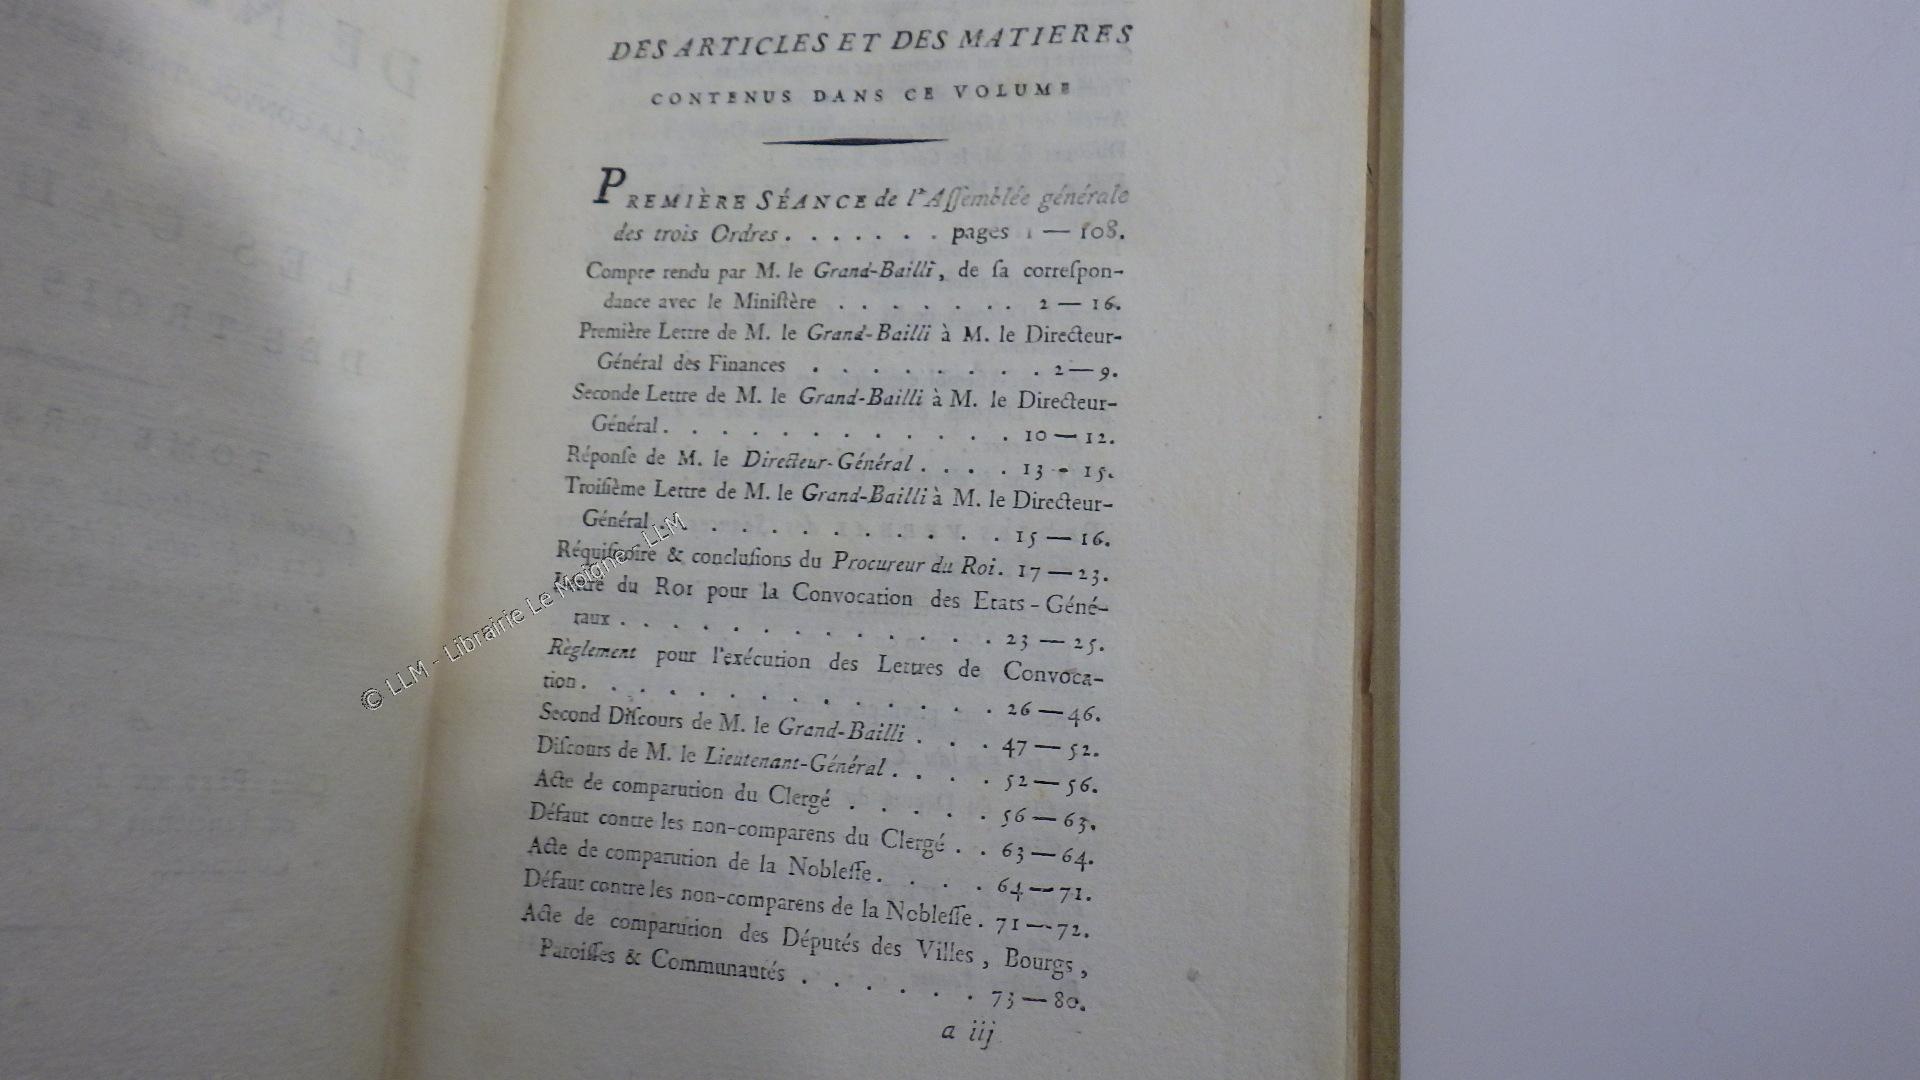 DES ARTICLES ET DES MATIERES
CONTENUS DANS CE VOLUME
PREMIÈRE SÉANCE de l'Aſſemblée générale
des trois Ordres . . . . . . . pages 1 — 108.
Compte rendu par M. le Grand-Bailli, de ſa correſpon-
dance avec le Miniſtère . . . . . . . 2 — 16.
Première Lettre de M. le Grand-Bailli à M. le Directeur-
Général des Finances . . . . . . . . 2 — 9.
Seconde Lettre de M. le Grand-Bailli à M. le Directeur-
Général . . . . . . . . . . . . . 10 — 12.
Réponſe de M. le Directeur-Général . . . . 13 - 15.
Troiſième Lettre de M. le Grand-Bailli à M. le Directeur-
Général . . . . . . . . . . . . . 15 — 16.
Réquiſitoire & concluſions du Procureur du Roi. 17 — 23.
Lettre du ROI pour la Convocation des Etats-Géné-
raux . . . . . . . . . . . . . . 23 — 25.
Règlement pour l'exécution des Lettres de Convoca-
tion . . . . . . . . . . . . . . 26 — 46.
Second Diſcours de M. le Grand-Bailli . . . 47 — 52.
Diſcours de M. le Lieutenant-Général . . . . 52 — 56.
Acte de comparution du Clergé . . . . . 56 — 63.
Défaut contre les non-comparens du Clergé . . 63 — 64.
Acte de comparution de la Nobleſſe . . . . 64 — 71.
Défaut contre les non-comparens de la Nobleſſe . 71 — 72.
Acte de comparution des Députés des Villes, Bourgs,
Paroiſſes & Communautés . . . . . . 73 — 80.
a iij
© LLM - Librairie Le Moigne - LLM